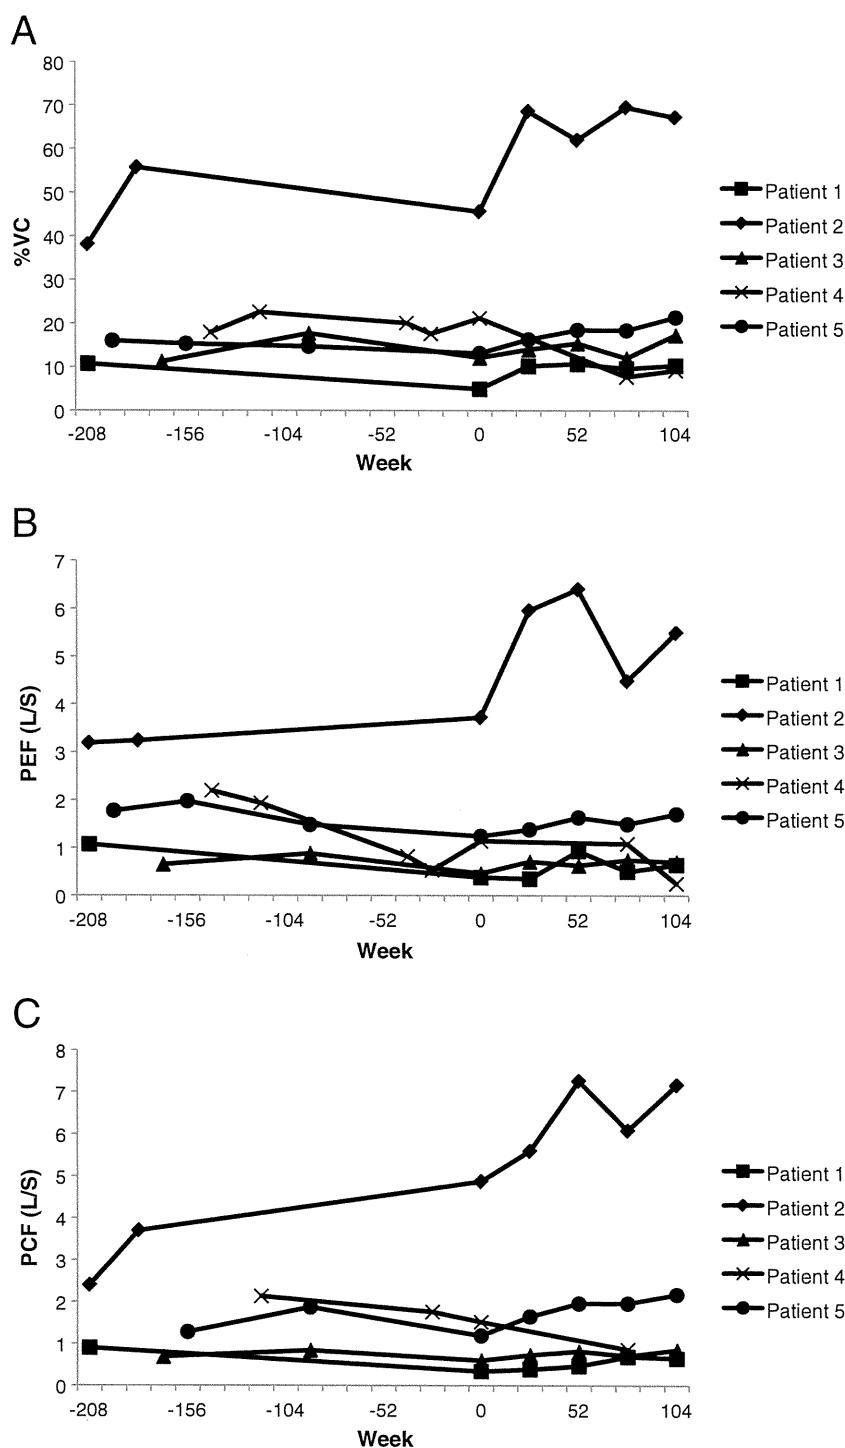 A
80
70
60
50
40
30
20
10
0
%VC
-208 -156 -104 -52 0 52 104
Week
Patient 1
Patient 2
Patient 3
Patient 4
Patient 5
B
7
6
5
4
3
2
1
0
PEF (L/S)
-208 -156 -104 -52 0 52 104
Week
Patient 1
Patient 2
Patient 3
Patient 4
Patient 5
C
8
7
6
5
4
3
2
1
0
PCF (L/S)
-208 -156 -104 -52 0 52 104
Week
Patient 1
Patient 2
Patient 3
Patient 4
Patient 5